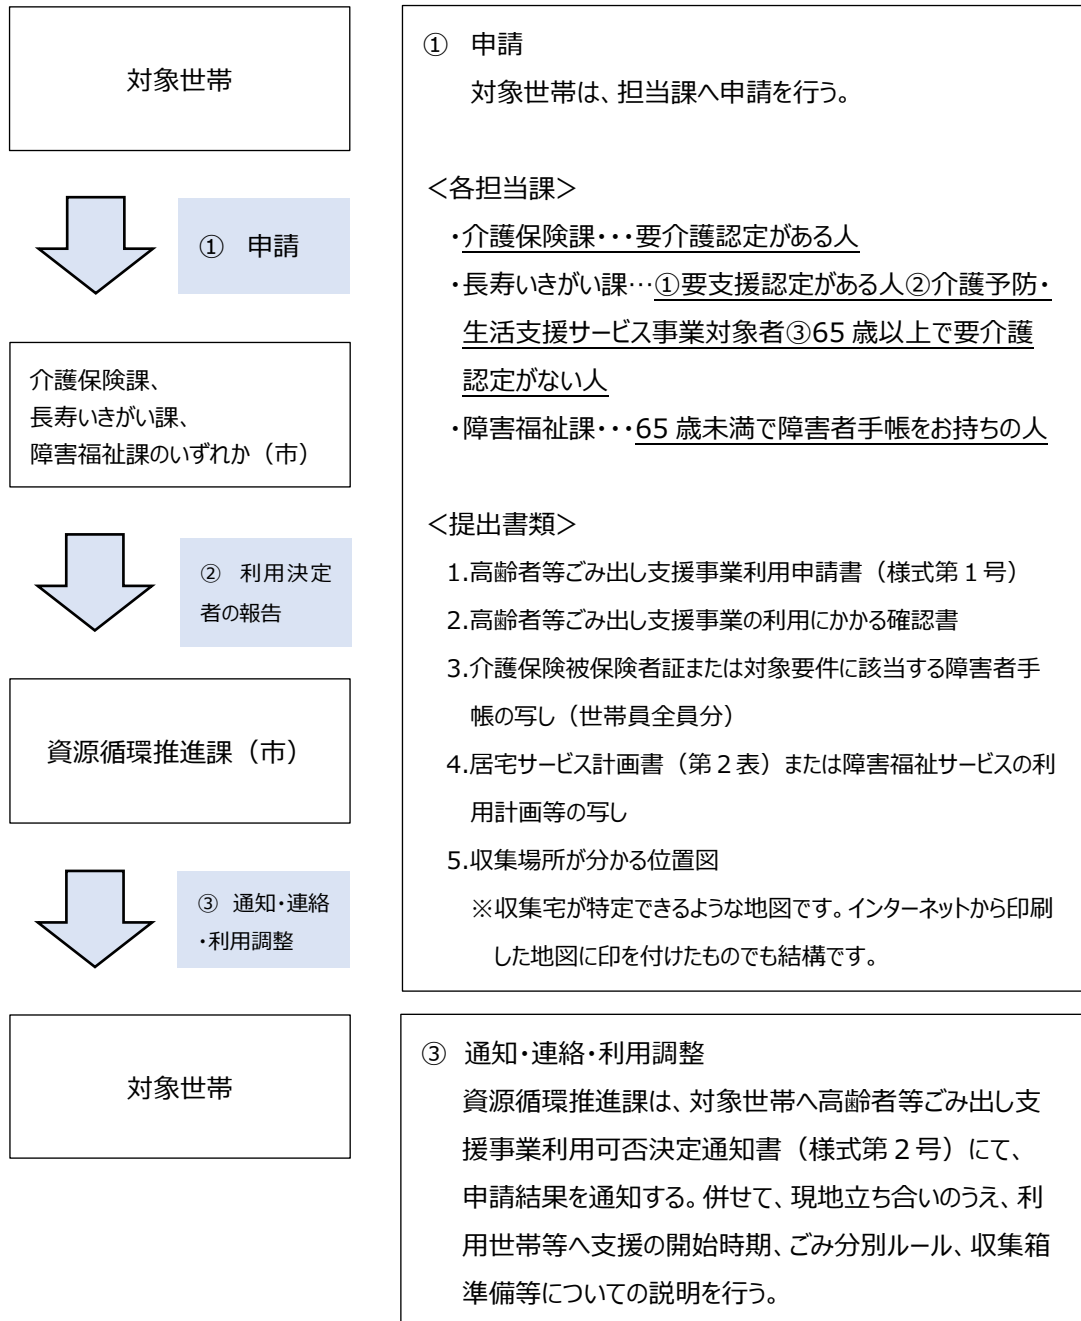 対象世帯
① 申請
介護保険課、
長寿いきがい課、
障害福祉課のいずれか（市）
② 利用決定
者の報告
資源循環推進課（市）
③ 通知・連絡
・利用調整
対象世帯
① 申請
対象世帯は、担当課へ申請を行う。
＜各担当課＞
・介護保険課・・・要介護認定がある人
・長寿いきがい課…①要支援認定がある人②介護予防・
生活支援サービス事業対象者③65 歳以上で要介護
認定がない人
・障害福祉課・・・65 歳未満で障害者手帳をお持ちの人
＜提出書類＞
1.高齢者等ごみ出し支援事業利用申請書（様式第１号）
2.高齢者等ごみ出し支援事業の利用にかかる確認書
3.介護保険被保険者証または対象要件に該当する障害者手
帳の写し（世帯員全員分）
4.居宅サービス計画書（第２表）または障害福祉サービスの利
用計画等の写し
5.収集場所が分かる位置図
※収集宅が特定できるような地図です。インターネットから印刷
した地図に印を付けたものでも結構です。
③ 通知・連絡・利用調整
資源循環推進課は、対象世帯へ高齢者等ごみ出し支
援事業利用可否決定通知書（様式第２号）にて、
申請結果を通知する。併せて、現地立ち合いのうえ、利
用世帯等へ支援の開始時期、ごみ分別ルール、収集箱
準備等についての説明を行う。